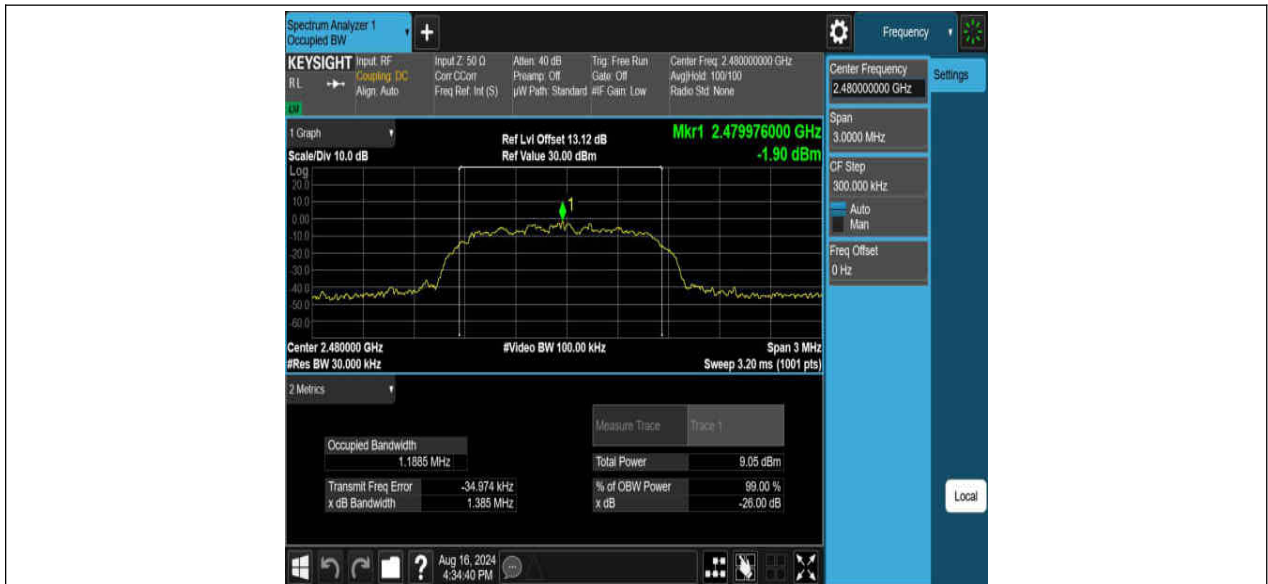 Spectrum Analyzer 1
Occupied BW
+
Frequency
KEYSIGHT
RL
Input: RF
Coupling: DC
Align: Auto
Input Z: 50 Ω
Corr CCorr
Freq Ref: Int (S)
Atten: 40 dB
Preamp: Off
µW Path: Standard
Trig: Free Run
Gate: Off
#IF Gain: Low
Center Freq: 2.480000000 GHz
Avg|Hold: 100/100
Radio Std: None
Center Frequency
2.480000000 GHz
Settings
Span
3.0000 MHz
CF Step
300.000 kHz
Auto
Man
Freq Offset
0 Hz
Local
1 Graph
Scale/Div 10.0 dB
Ref Lvl Offset 13.12 dB
Ref Value 30.00 dBm
Mkr1 2.479976000 GHz
-1.90 dBm
Log
20.0
10.0
0.00
-10.0
-20.0
-30.0
-40.0
-50.0
-60.0
1
Center 2.480000 GHz
#Res BW 30.000 kHz
#Video BW 100.00 kHz
Span 3 MHz
Sweep 3.20 ms (1001 pts)
2 Metrics
Measure Trace
Trace 1
Occupied Bandwidth
1.1885 MHz
Total Power
9.05 dBm
Transmit Freq Error
-34.974 kHz
% of OBW Power
99.00 %
x dB Bandwidth
1.385 MHz
x dB
-26.00 dB
?
Aug 16, 2024
4:34:40 PM